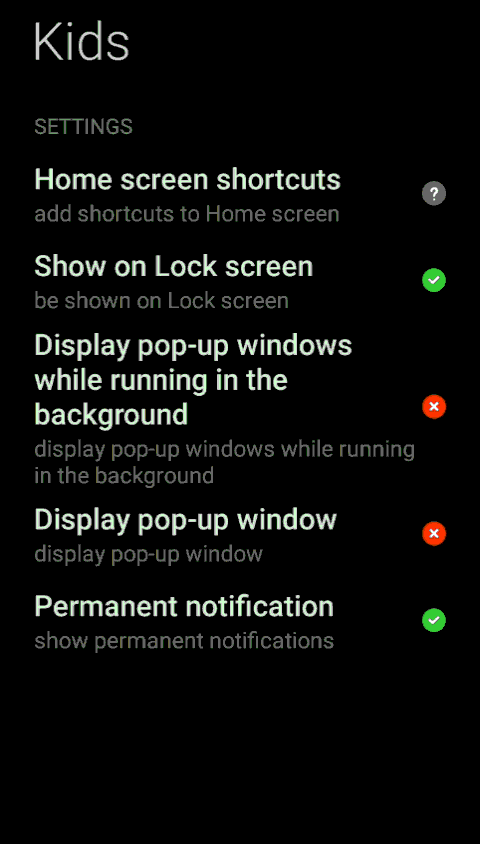 Kids
SETTINGS
Home screen shortcuts
add shortcuts to Home screen
Show on Lock screen
be shown on Lock screen
Display pop-up windows
while running in the
background
display pop-up windows while running
in the background
Display pop-up window
display pop-up window
Permanent notification
show permanent notifications